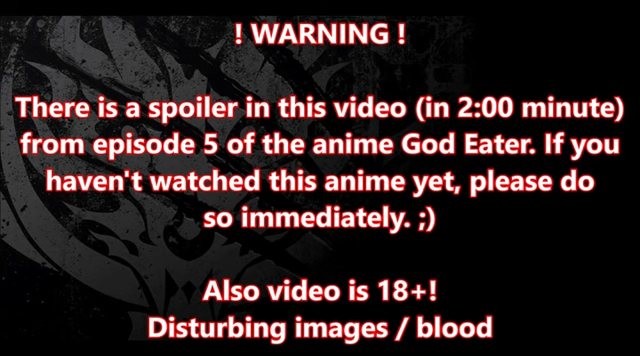 ! WARNING !
There is a spoiler in this video (in 2:00 minute)
from episode 5 of the anime God Eater. If you
haven't watched this anime yet, please do
so immediately. ;)
Also video is 18+!
Disturbing images / blood